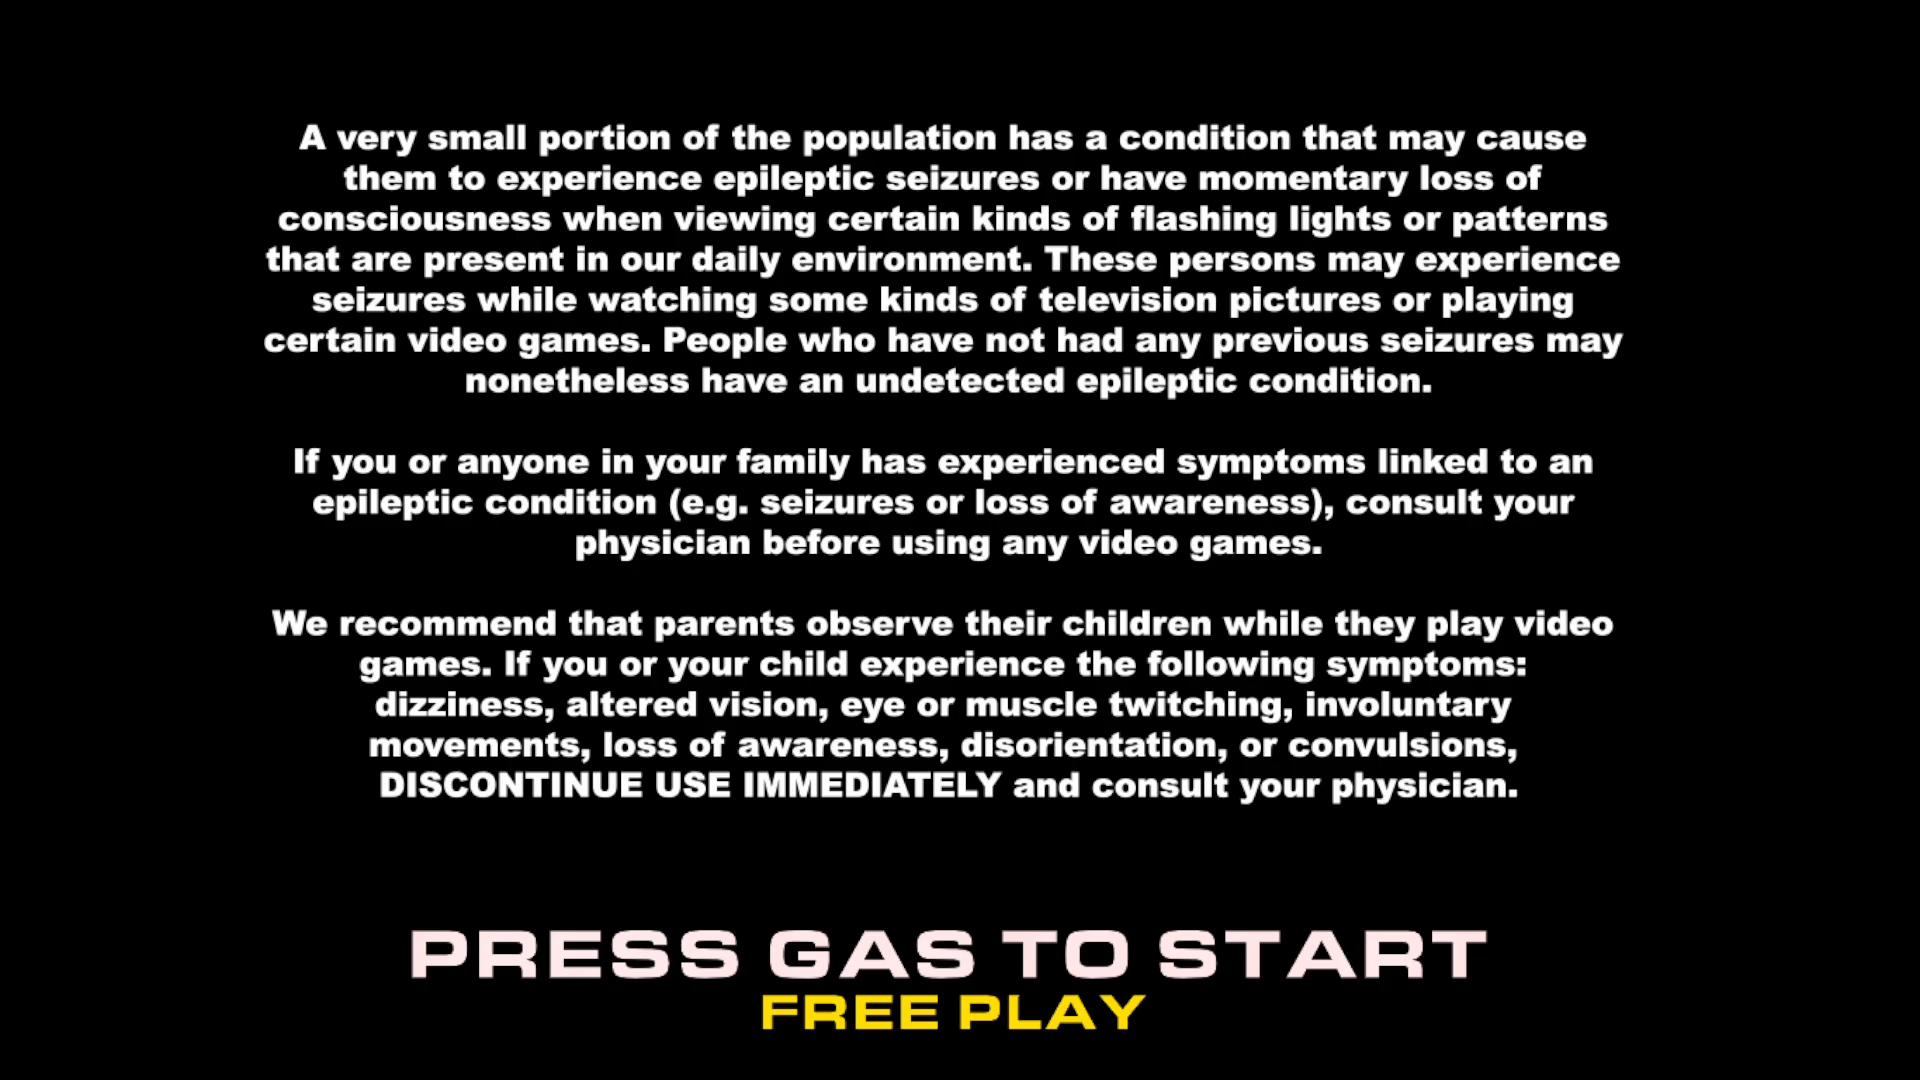 A very small portion of the population has a condition that may cause
them to experience epileptic seizures or have momentary loss of
consciousness when viewing certain kinds of flashing lights or patterns
that are present in our daily environment. These persons may experience
seizures while watching some kinds of television pictures or playing
certain video games. People who have not had any previous seizures may
nonetheless have an undetected epileptic condition.
If you or anyone in your family has experienced symptoms linked to an
epileptic condition (e.g. seizures or loss of awareness), consult your
physician before using any video games.
We recommend that parents observe their children while they play video
games. If you or your child experience the following symptoms:
dizziness, altered vision, eye or muscle twitching, involuntary
movements, loss of awareness, disorientation, or convulsions,
DISCONTINUE USE IMMEDIATELY and consult your physician.
PRESS GAS TO START
FREE PLAY